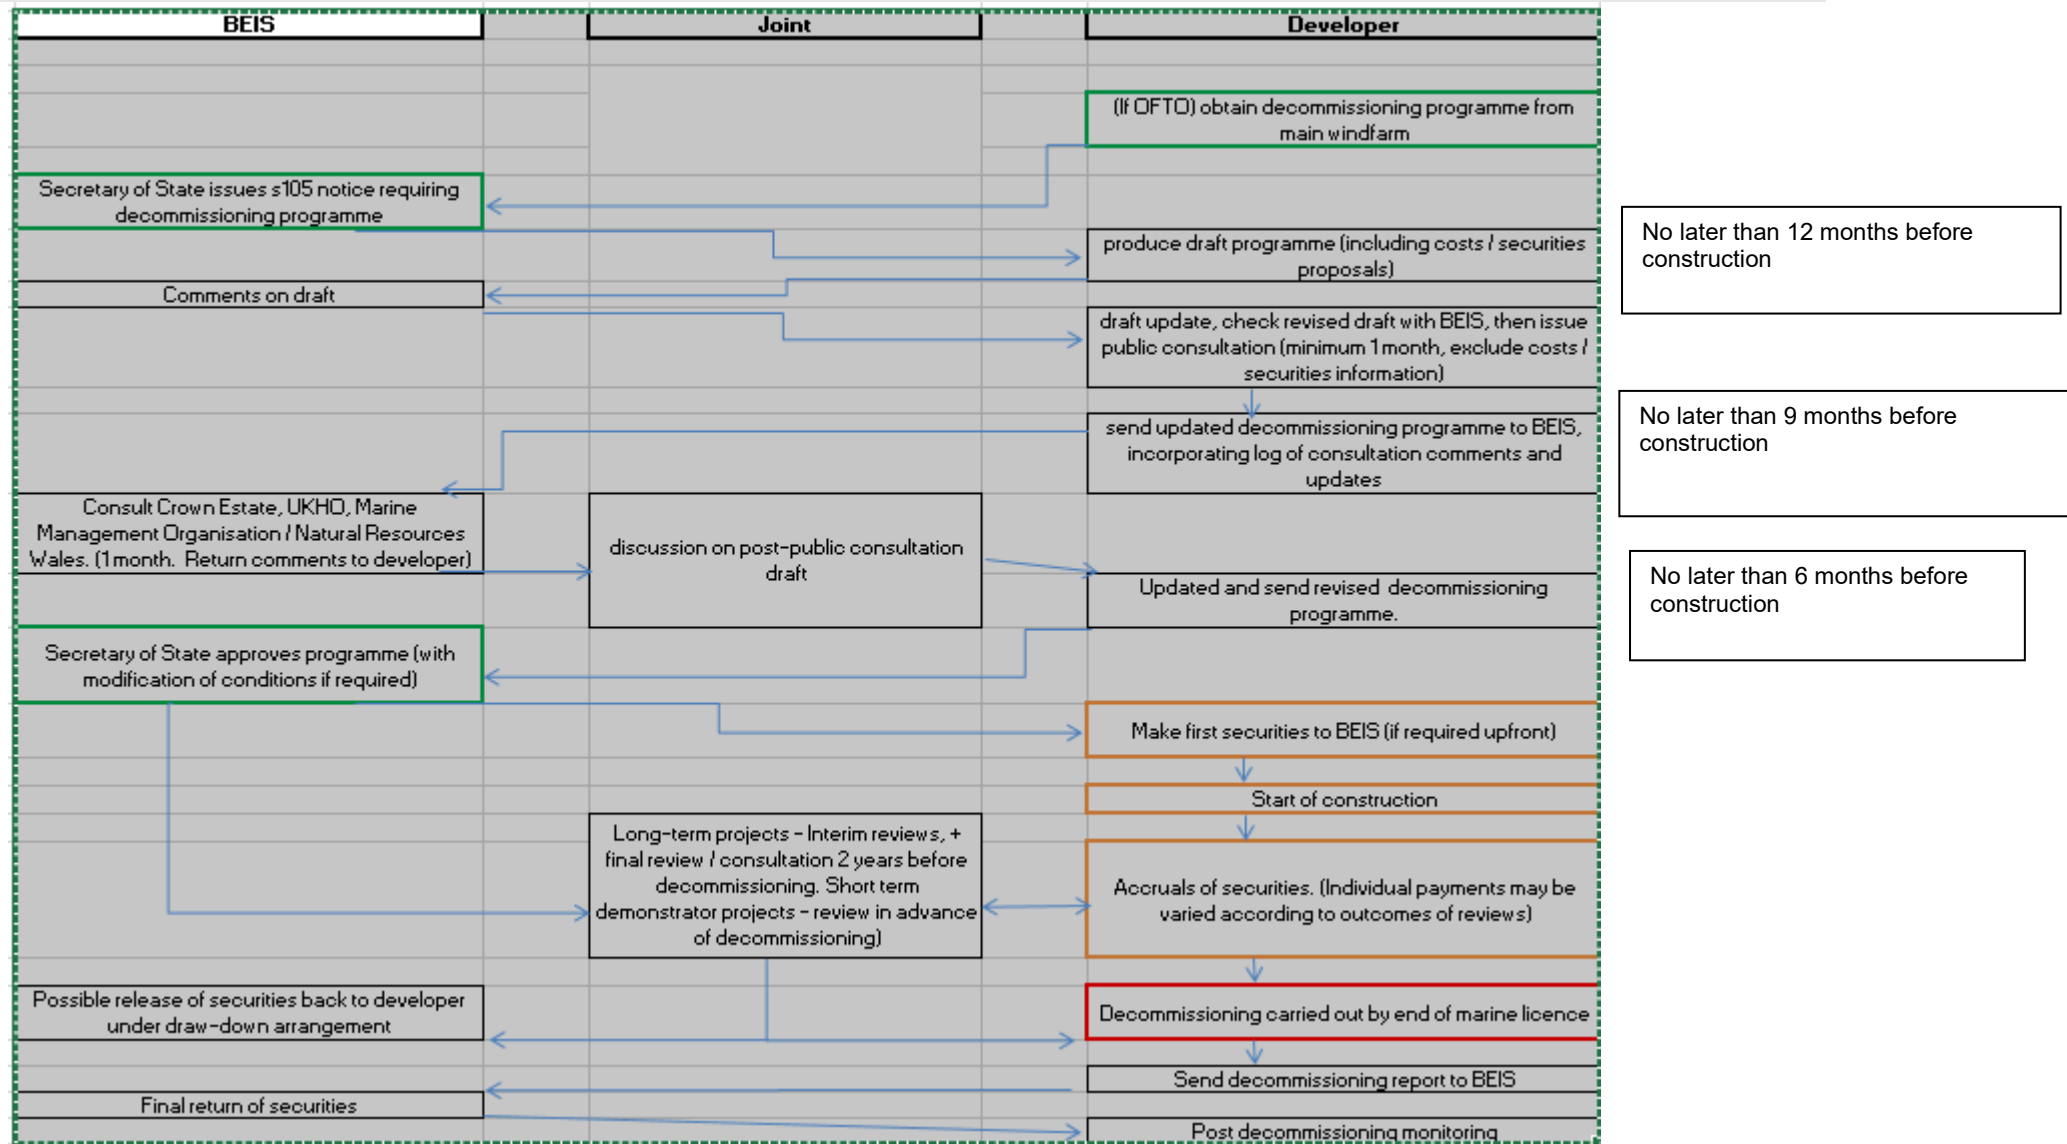 BEIS
Joint
Developer
(If OFTO) obtain decommissioning programme from
main windfarm
Secretary of State issues s105 notice requiring
decommissioning programme
No later than 12 months before
construction
produce draft programme (including costs / securities
proposals)
Comments on draft
draft update, check revised draft with BEIS, then issue
public consultation (minimum 1 month, exclude costs /
securities information)
No later than 9 months before
construction
send updated decommissioning programme to BEIS,
incorporating log of consultation comments and
updates
Consult Crown Estate, UKHO, Marine
Management Organisation / Natural Resources
Wales. (1 month. Return comments to developer)
discussion on post-public consultation
draft
Updated and send revised decommissioning
programme.
No later than 6 months before
construction
Secretary of State approves programme (with
modification of conditions if required)
Make first securities to BEIS (if required upfront)
Start of construction
Long-term projects - Interim reviews, +
final review / consultation 2 years before
decommissioning. Short term
demonstrator projects - review in advance
of decommissioning)
Accruals of securities. (Individual payments may be
varied according to outcomes of reviews)
Possible release of securities back to developer
under draw-down arrangement
Decommissioning carried out by end of marine licence
Send decommissioning report to BEIS
Final return of securities
Post decommissioning monitoring